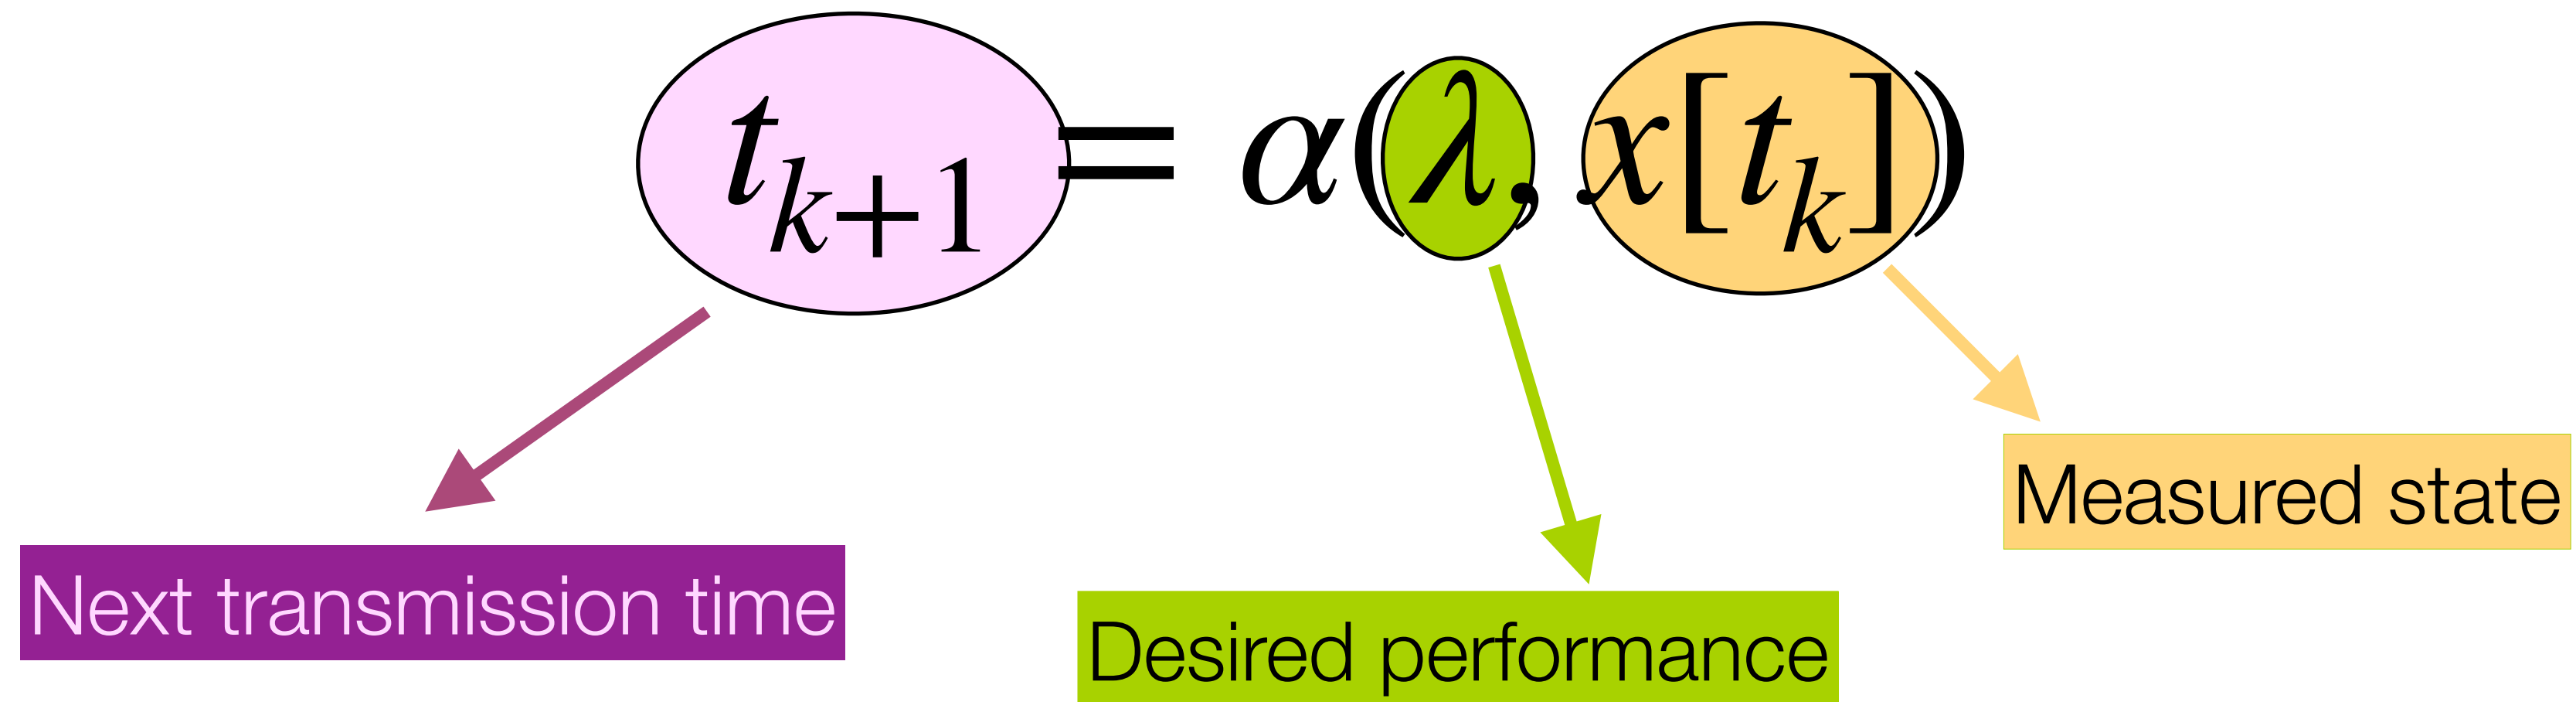 t_{k+1} = α(λ, x[t_k])
Measured state
Next transmission time
Desired performance